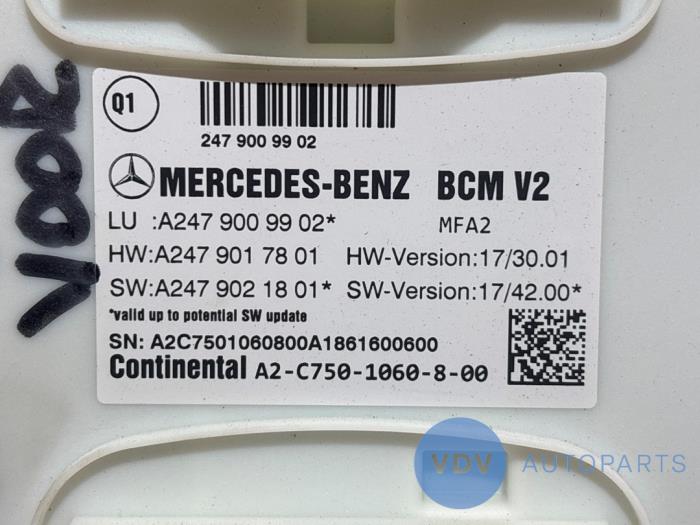 V00R
Q1
247 900 99 02
MERCEDES-BENZ BCM V2
LU :A247 900 99 02* MFA2
HW:A247 901 78 01 HW-Version:17/30.01
SW:A247 902 18 01* SW-Version:17/42.00*
*valid up to potential SW update
SN: A2C7501060800A1861600600
Continental A2-C750-1060-8-00
VDV AUTOPARTS